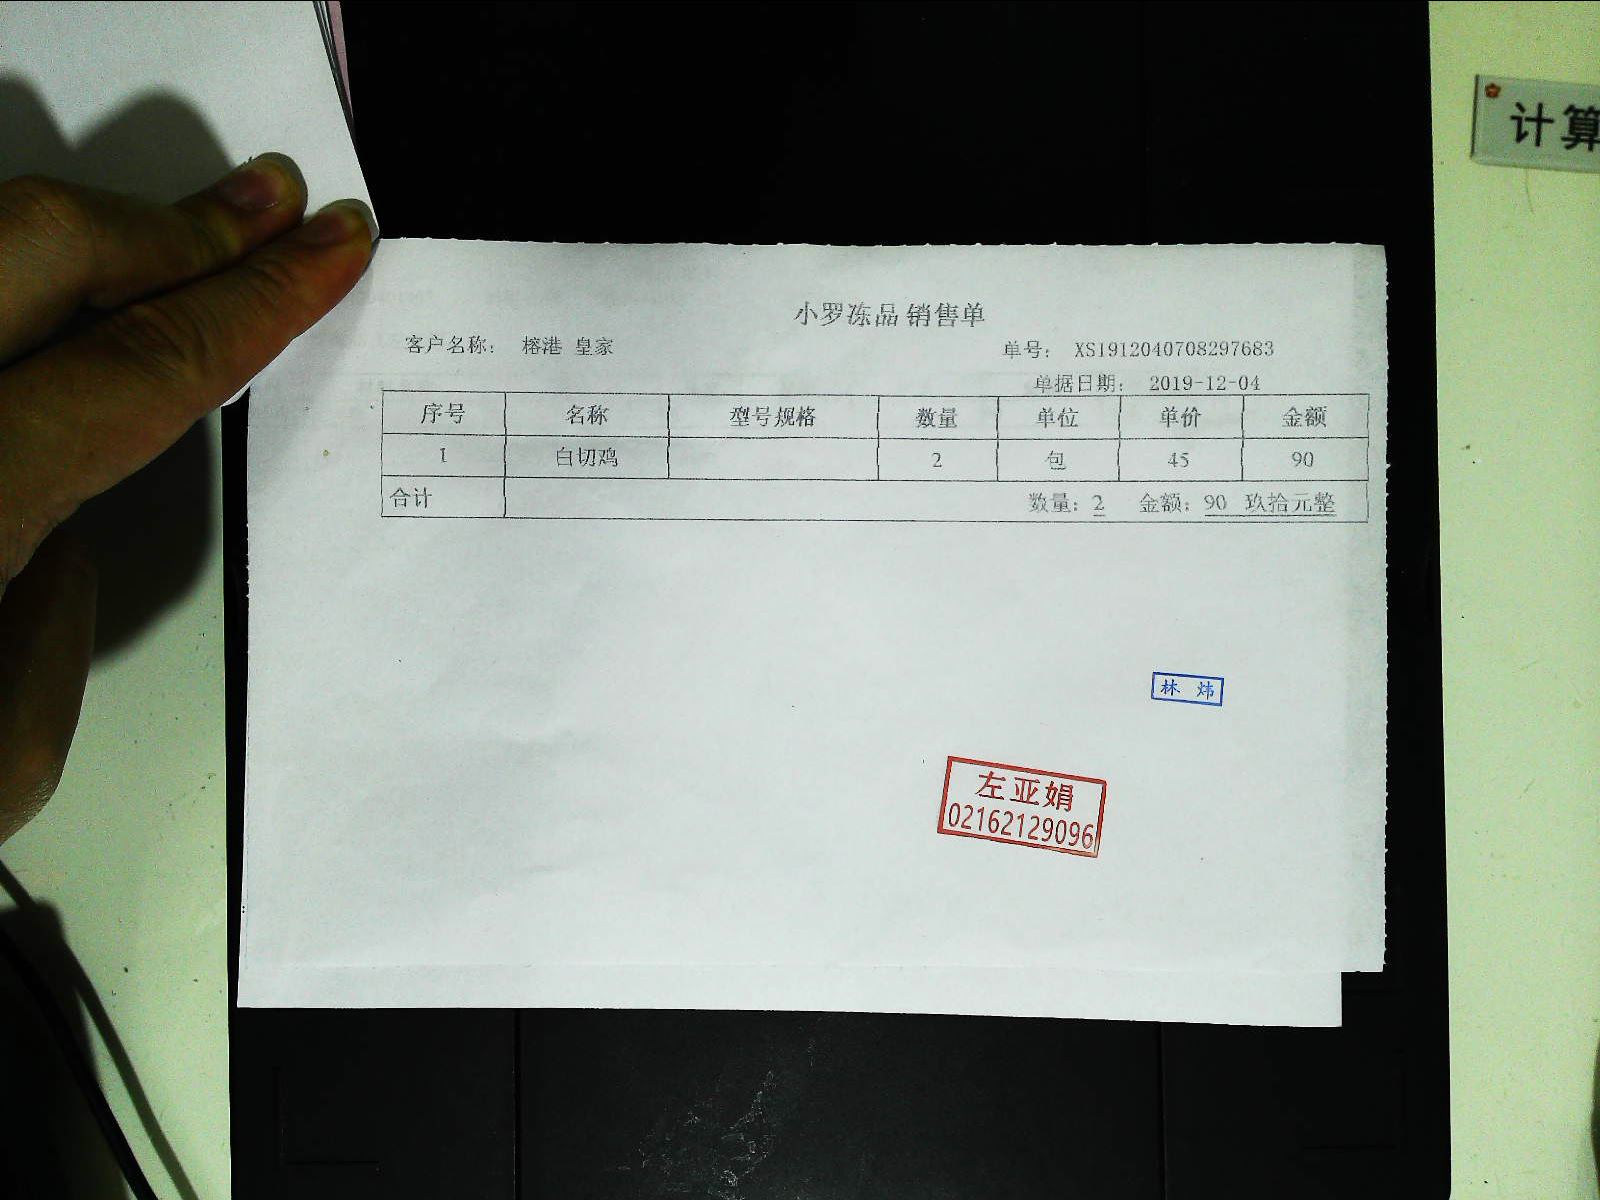 计算
小罗冻品 销售单
客户名称： 榕港 皇家 单号： XS1912040708297683
单据日期： 2019-12-04
序号 名称 型号规格 数量 单位 单价 金额
1 白切鸡 2 包 45 90
合计 数量：2 金额：90 玖拾元整
林 炜
左亚娟
02162129096